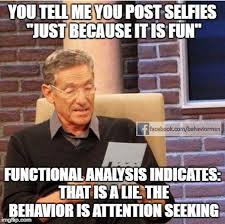 YOU TELL ME YOU POST SELFIES
"JUST BECAUSE IT IS FUN"
facebook.com/behaviorman
FUNCTIONAL ANALYSIS INDICATES:
THAT IS A LIE. THE
BEHAVIOR IS ATTENTION SEEKING
imgflip.com